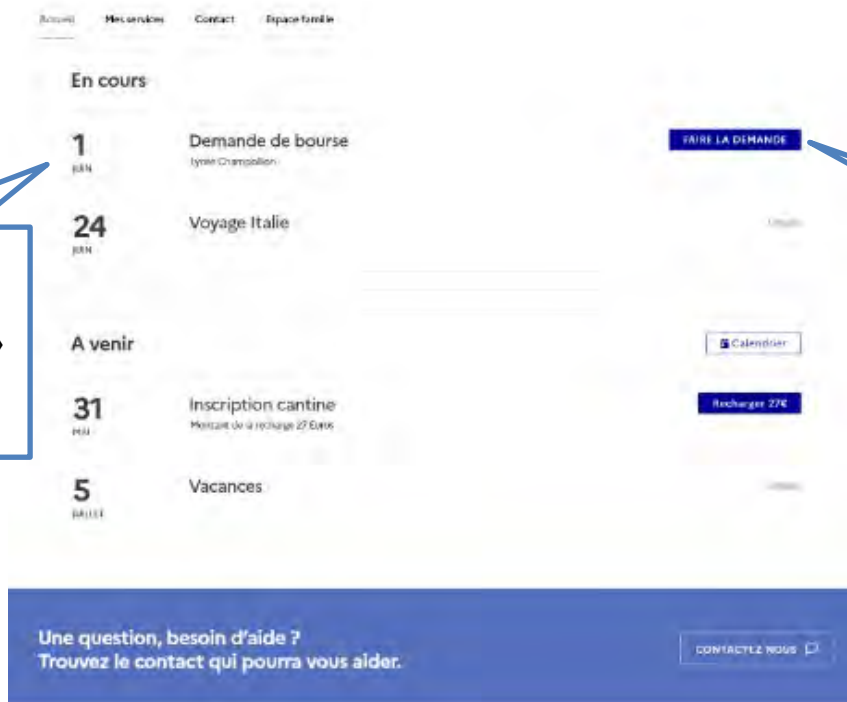 Accueil Mes services Contact Espace famille
En cours
1
JUIN
Demande de bourse
Lycée Champollion
FAIRE LA DEMANDE
24
JUIN
Voyage Italie
A venir
Calendrier
31
MAI
Inscription cantine
Montant de la recharge 27 Euros
Recharger 27€
5
JUILLET
Vacances
»
Une question, besoin d'aide ?
Trouvez le contact qui pourra vous aider.
CONTACTEZ NOUS